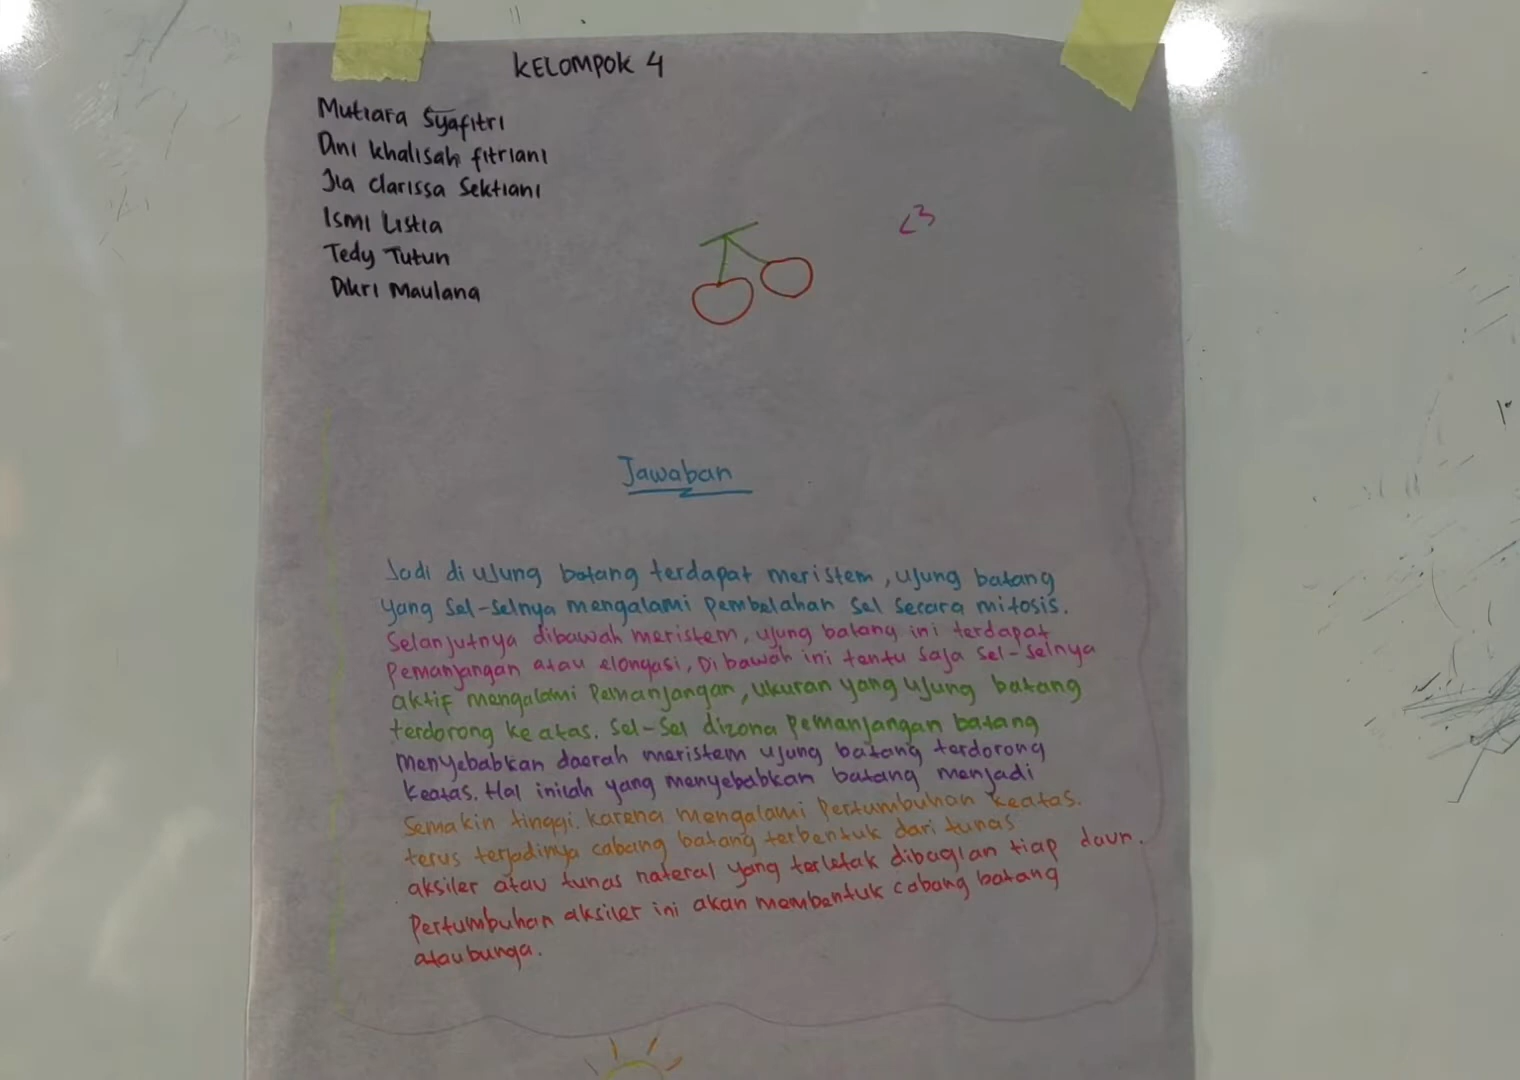 KELOMPOK 4
Mutiara Syafitri
Dini khalisah fitriani
Jia clarissa Sektiani
Ismi Listia
Tedy Tutun
Dikri Maulana
<3
Jawaban
Jadi di ujung batang terdapat meristem, ujung batang
yang sel-selnya mengalami pembelahan sel secara mitosis.
Selanjutnya dibawah meristem, ujung batang ini terdapat
pemanjangan atau elongasi, Di bawah ini tentu saja sel-selnya
aktif mengalami pemanjangan, ukuran yang ujung batang
terdorong ke atas. Sel-Sel dizona pemanjangan batang
menyebabkan daerah meristem ujung batang terdorong
keatas. Hal inilah yang menyebabkan batang menjadi
Semakin tinggi. karena mengalami pertumbuhan keatas.
terus terjadinya cabang batang terbentuk dari tunas
aksiler atau tunas nateral yang terletak dibagian tiap daun.
Pertumbuhan aksiler ini akan membentuk cabang batang
atau bunga.